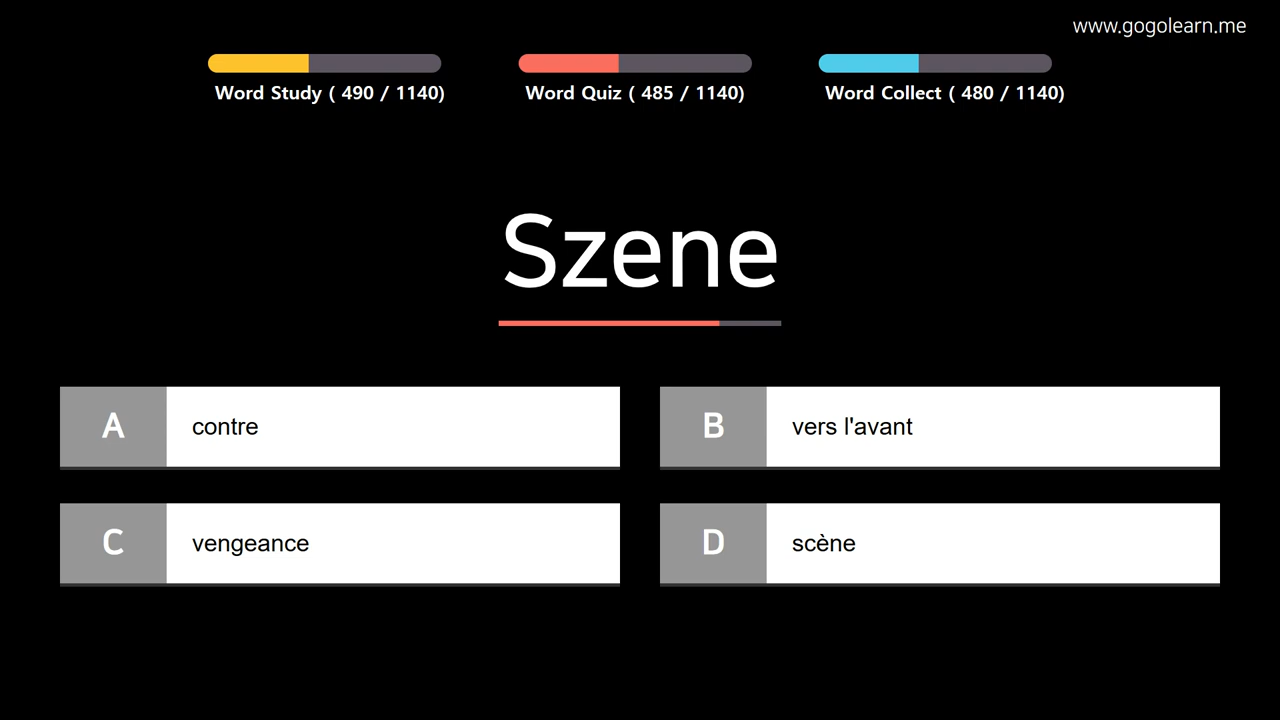 www.gogolearn.me
Word Study ( 490 / 1140)
Word Quiz ( 485 / 1140)
Word Collect ( 480 / 1140)
Szene
A contre
B vers l'avant
C vengeance
D scène